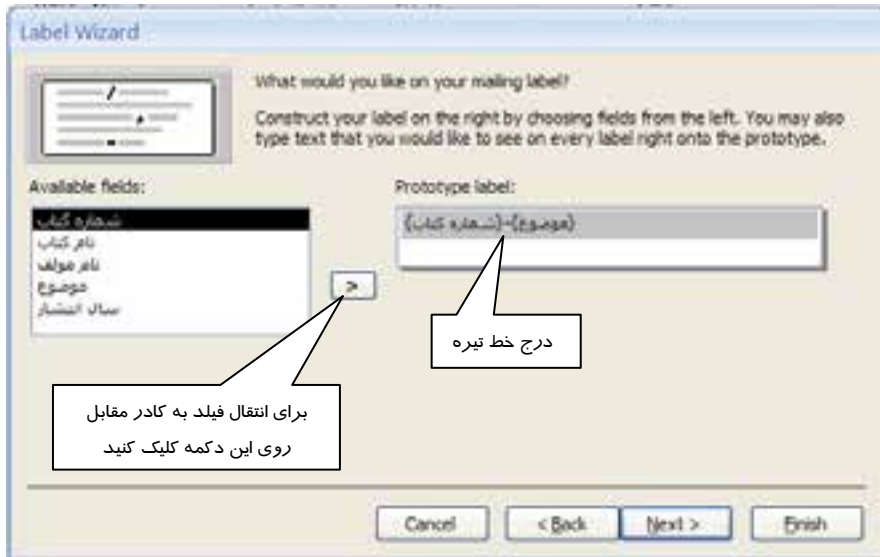 Label Wizard
What would you like on your mailing label?
Construct your label on the right by choosing fields from the left. You may also
type text that you would like to see on every label right onto the prototype.
Available fields:
شماره کتاب
نام کتاب
نام مولف
موضوع
سال انتشار
>
Prototype label:
{موضوع}-{شماره کتاب}
درج خط تیره
برای انتقال فیلد به کادر مقابل
روی این دکمه کلیک کنید
Cancel
< Back
Next >
Finish